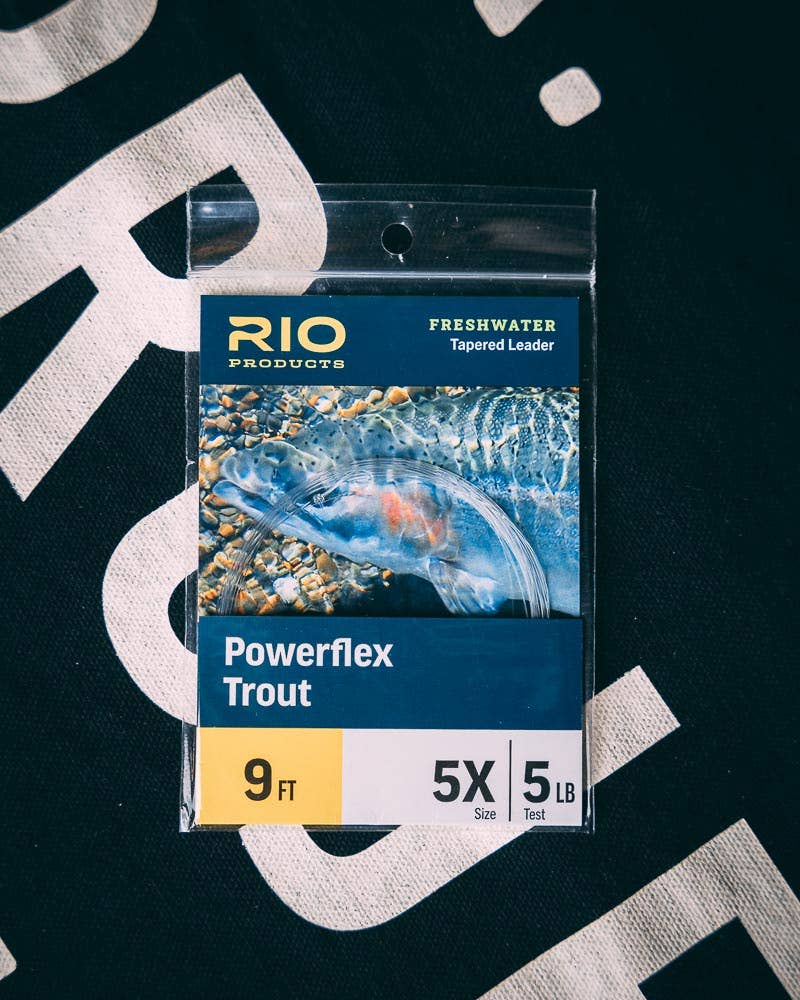 RIO
PRODUCTS
FRESHWATER
Tapered Leader
Powerflex
Trout
9 FT
5X
Size
5 LB
Test